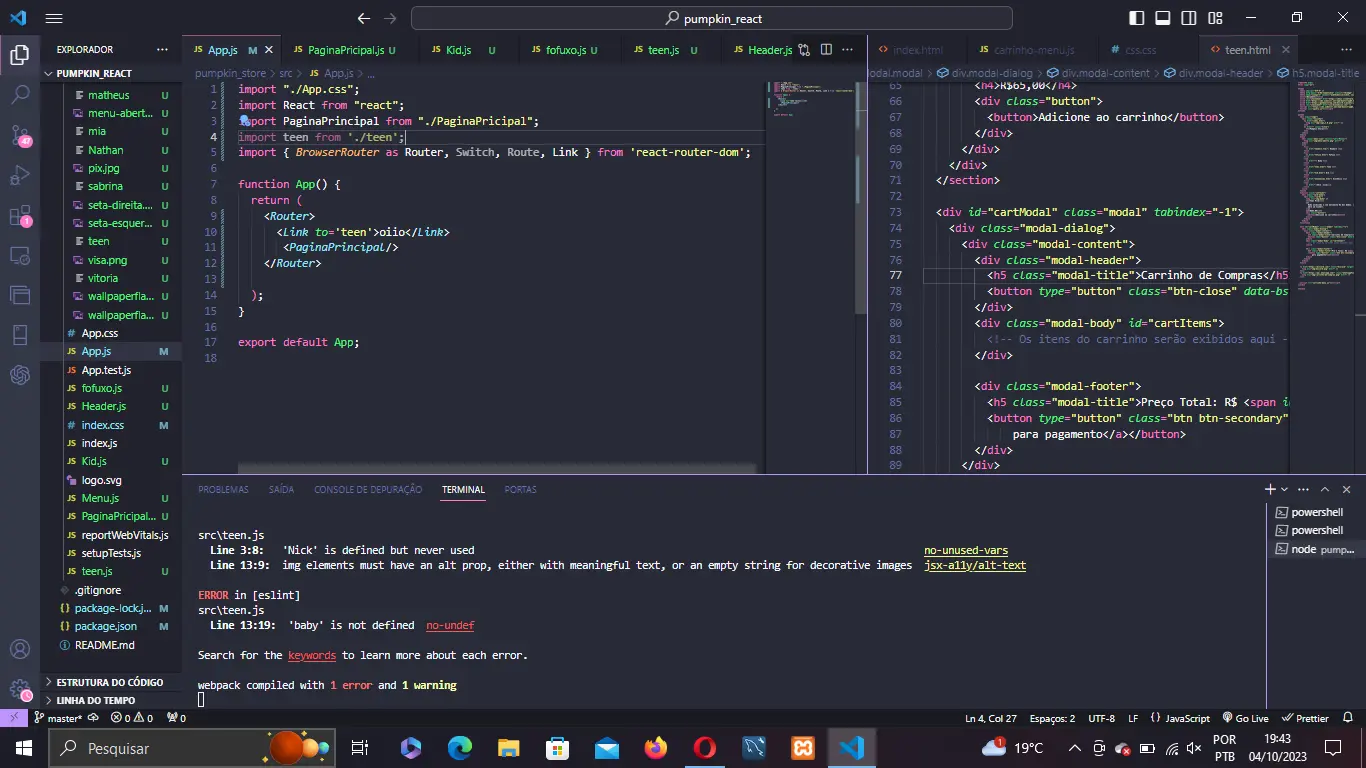 pumpkin_react
EXPLORADOR
PUMPKIN_REACT
matheus U
menu-abert... U
mia U
Nathan U
pix.jpg U
sabrina U
seta-direita.... U
seta-esquer... U
teen U
visa.png U
vitoria U
wallpaperfla... U
wallpaperfla... U
App.css
App.js M
App.test.js
fofuxo.js U
Header.js U
index.css M
index.js
Kid.js U
logo.svg
Menu.js U
PaginaPricipal... U
reportWebVitals.js
setupTests.js
teen.js U
.gitignore
package-lock.j... M
package.json M
README.md
ESTRUTURA DO CÓDIGO
LINHA DO TEMPO
47
1
App.js M
PaginaPricipal.js U
Kid.js U
fofuxo.js U
teen.js U
Header.js
pumpkin_store > src > JS App.js > ...
1 import "./App.css";
2 import React from "react";
3 import PaginaPrincipal from "./PaginaPricipal";
4 import teen from './teen';
5 import { BrowserRouter as Router, Switch, Route, Link } from 'react-router-dom';
6
7 function App() {
8 return (
9 <Router>
10 <Link to='teen'>oiio</Link>
11 <PaginaPrincipal/>
12 </Router>
13
14 );
15 }
16
17 export default App;
18
index.html
carrinho-menu.js
css.css
teen.html
odal.modal > div.modal-dialog > div.modal-content > div.modal-header > h5.modal-title
65 <h4>R$65,00</h4>
66 <div class="button">
67 <button>Adicione ao carrinho</button>
68 </div>
69 </div>
70 </div>
71 </section>
72
73 <div id="cartModal" class="modal" tabindex="-1">
74 <div class="modal-dialog">
75 <div class="modal-content">
76 <div class="modal-header">
77 <h5 class="modal-title">Carrinho de Compras</h5
78 <button type="button" class="btn-close" data-bs
79 </div>
80 <div class="modal-body" id="cartItems">
81 <!-- Os itens do carrinho serão exibidos aqui -
82 </div>
83
84 <div class="modal-footer">
85 <h5 class="modal-title">Preço Total: R$ <span i
86 <button type="button" class="btn btn-secondary"
87 para pagamento</a></button>
88 </div>
89 </div>
PROBLEMAS SAÍDA CONSOLE DE DEPURAÇÃO TERMINAL PORTAS
src\teen.js
Line 3:8: 'Nick' is defined but never used no-unused-vars
Line 13:9: img elements must have an alt prop, either with meaningful text, or an empty string for decorative images jsx-a11y/alt-text
ERROR in [eslint]
src\teen.js
Line 13:19: 'baby' is not defined no-undef
Search for the keywords to learn more about each error.
webpack compiled with 1 error and 1 warning
powershell
powershell
node pump...
master* 0 0 0
Ln 4, Col 27 Espaços: 2 UTF-8 LF {} JavaScript Go Live Prettier
Pesquisar
1
19°C
POR
PTB
19:43
04/10/2023